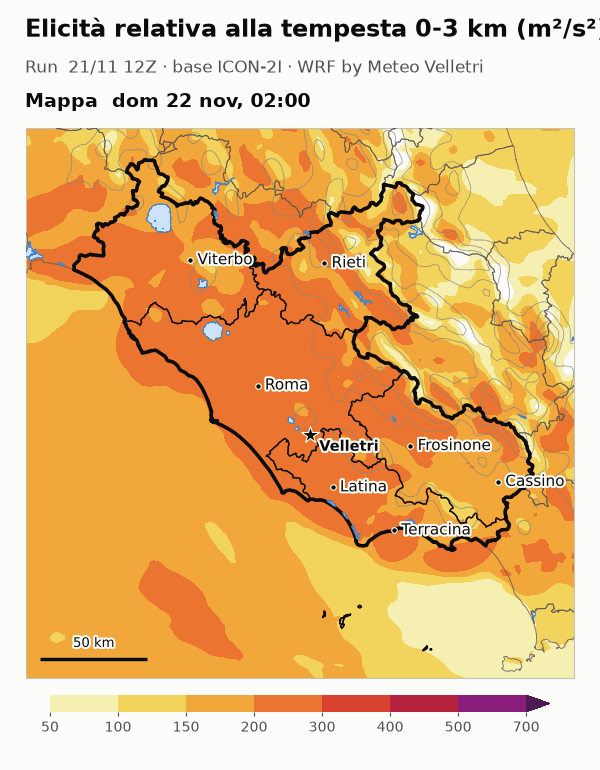 Elicità relativa alla tempesta 0-3 km (m²/s²)
Run  21/11 12Z · base ICON-2I · WRF by Meteo Velletri
Mappa  dom 22 nov, 02:00
Viterbo
Rieti
Roma
Velletri
Frosinone
Cassino
Latina
Terracina
50 km
50 100 150 200 300 400 500 700